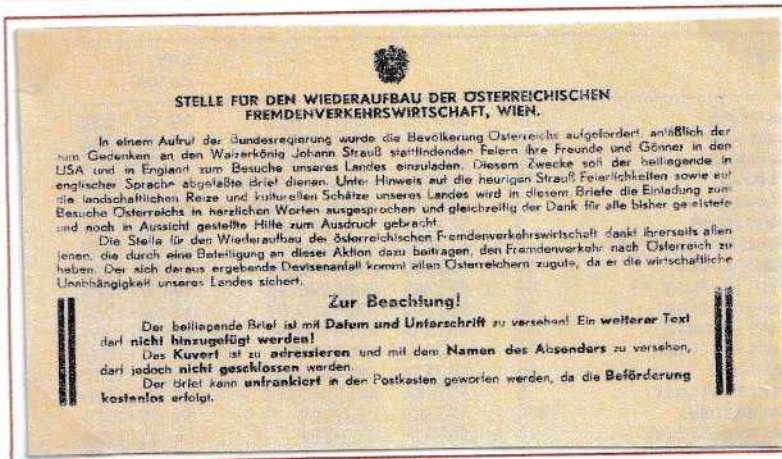 STELLE FÜR DEN WIEDERAUFBAU DER ÖSTERREICHISCHEN
FREMDENVERKEHRSWIRTSCHAFT, WIEN.
In einem Aufruf der Bundesregierung wurde die Bevölkerung Österreichs aufgefordert, anläßlich der
zum Gedenken an den Walzerkönig Johann Strauß stattfindenden Feiern ihre Freunde und Gönner in den
USA und in England zum Besuche unseres Landes einzuladen. Diesem Zwecke soll der beiliegende in
englischer Sprache abgefaßte Brief dienen. Unter Hinweis auf die heurigen Strauß Feierlichkeiten sowie auf
die landschaftlichen Reize und kulturellen Schätze unseres Landes wird in diesem Briefe die Einladung zum
Besuche Österreichs in herzlichen Worten ausgesprochen und gleichzeitig der Dank für alle bisher geleistete
und noch in Aussicht gestellte Hilfe zum Ausdruck gebracht.
Die Stelle für den Wiederaufbau der österreichischen Fremdenverkehrswirtschaft dankt ihrerseits allen
jenen, die durch eine Beteiligung an dieser Aktion dazu beitragen, den Fremdenverkehr nach Österreich zu
heben. Der sich daraus ergebende Devisenanfall kommt allen Österreichern zugute, da er die wirtschaftliche
Unabhängigkeit unseres Landes sichert.
Zur Beachtung!
Der beiliegende Brief ist mit Datum und Unterschrift zu versehen! Ein weiterer Text
darf nicht hinzugefügt werden!
Das Kuvert ist zu adressieren und mit dem Namen des Absenders zu versehen,
darf jedoch nicht geschlossen werden.
Der Brief kann unfrankiert in den Postkasten geworfen werden, da die Beförderung
kostenlos erfolgt.